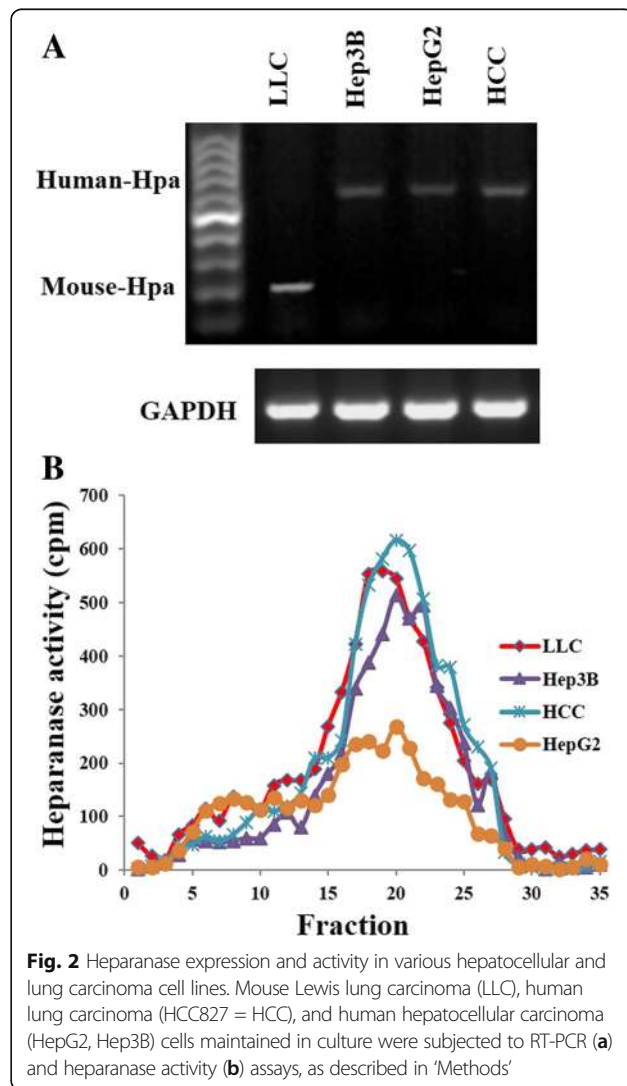 A
LLC
Hep3B
HepG2
HCC
Human-Hpa
Mouse-Hpa
GAPDH
B
Heparanase activity (cpm)
700
600
500
400
300
200
100
0
0
5
10
15
20
25
30
35
Fraction
LLC
Hep3B
HCC
HepG2
Fig. 2 Heparanase expression and activity in various hepatocellular and
lung carcinoma cell lines. Mouse Lewis lung carcinoma (LLC), human
lung carcinoma (HCC827 = HCC), and human hepatocellular carcinoma
(HepG2, Hep3B) cells maintained in culture were subjected to RT-PCR (a)
and heparanase activity (b) assays, as described in ‘Methods’